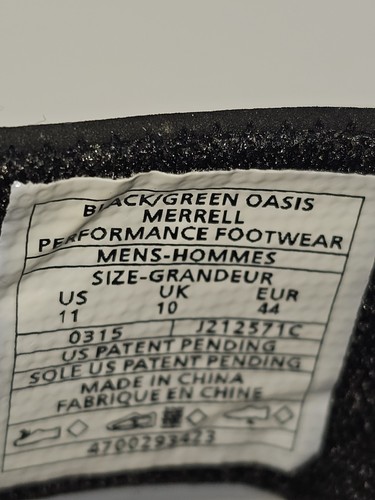 BLACK/GREEN OASIS
MERRELL
PERFORMANCE FOOTWEAR
MENS-HOMMES
SIZE-GRANDEUR
US UK EUR
11 10 44
0315 J212571C
US PATENT PENDING
SOLE US PATENT PENDING
MADE IN CHINA
FABRIQUE EN CHINE
4700293423